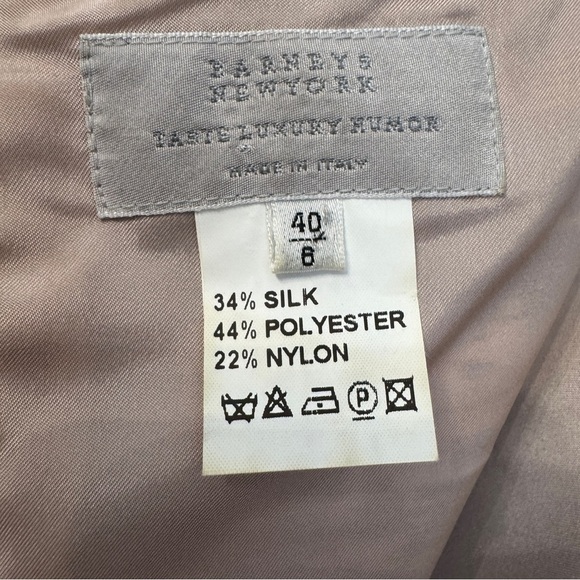 BARNEYS
NEWYORK
TASTE LUXURY HUMOR
MADE IN ITALY
40
6
34% SILK
44% POLYESTER
22% NYLON
P